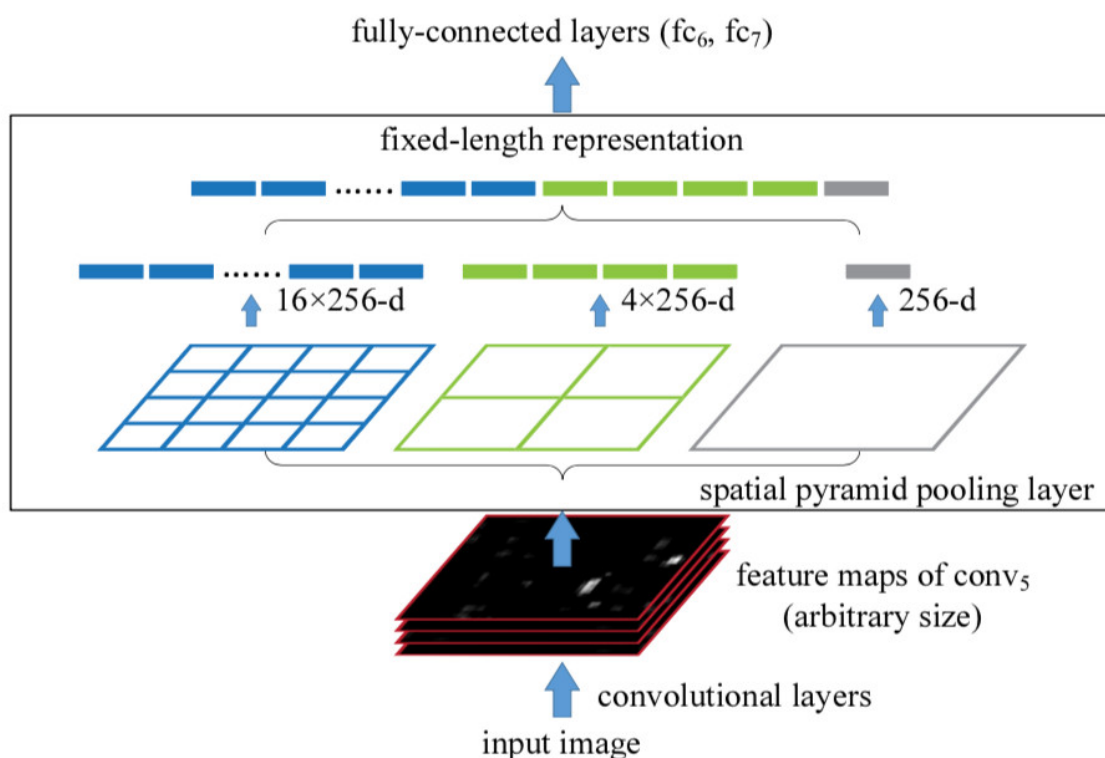 fully-connected layers (fc₆, fc₇)
fixed-length representation
......
......
16×256-d
4×256-d
256-d
spatial pyramid pooling layer
feature maps of conv₅
(arbitrary size)
convolutional layers
input image